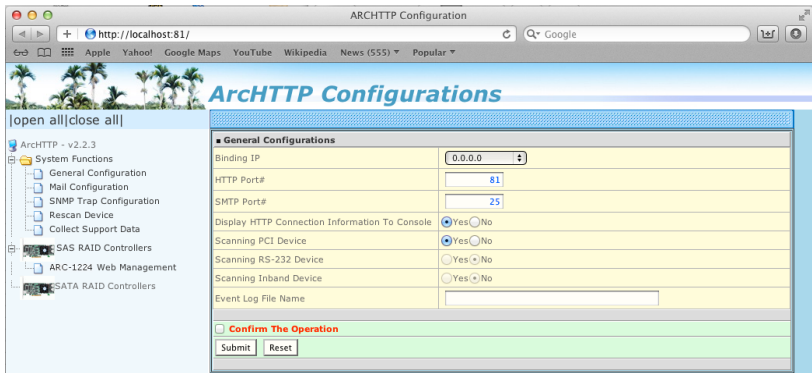 ARCHTTP Configuration
http://localhost:81/
Google
Apple Yahoo! Google Maps YouTube Wikipedia News (555) Popular
ArcHTTP Configurations
|open all|close all|
ArcHTTP - v2.2.3
System Functions
General Configuration
Mail Configuration
SNMP Trap Configuration
Rescan Device
Collect Support Data
SAS RAID Controllers
ARC-1224 Web Management
SATA RAID Controllers
General Configurations
Binding IP 0.0.0.0
HTTP Port# 81
SMTP Port# 25
Display HTTP Connection Information To Console Yes No
Scanning PCI Device Yes No
Scanning RS-232 Device Yes No
Scanning Inband Device Yes No
Event Log File Name
Confirm The Operation
Submit Reset